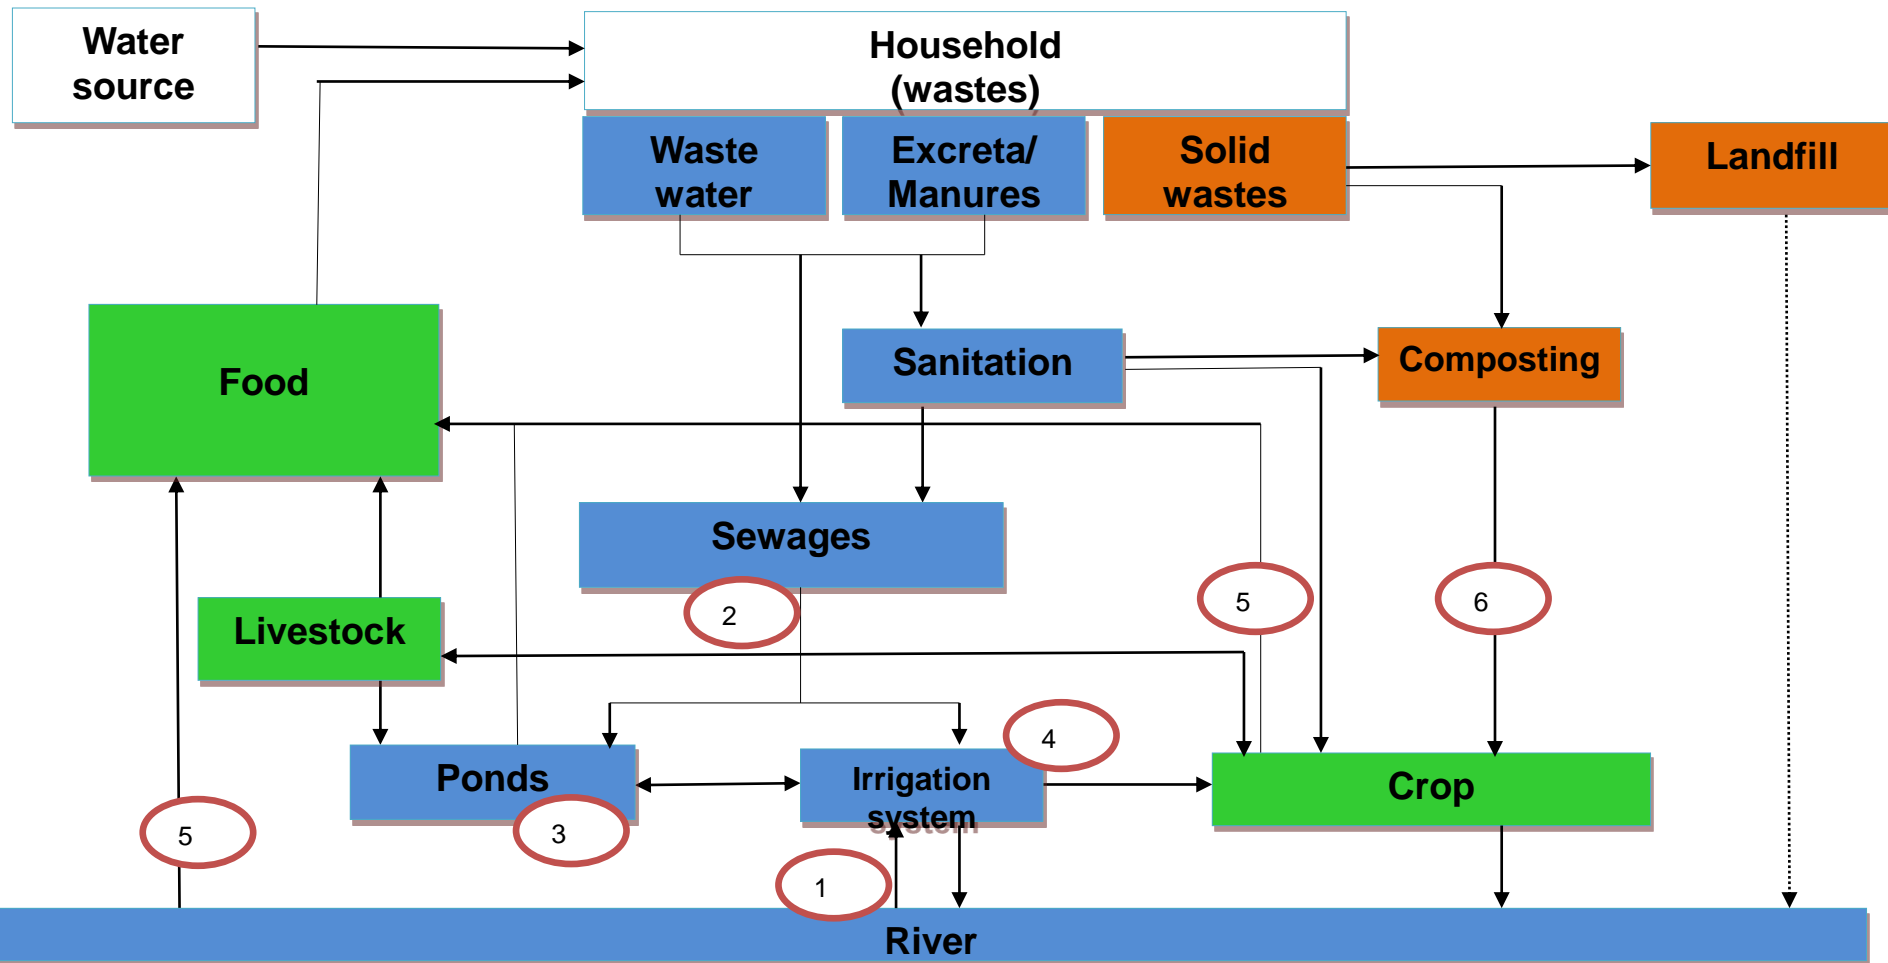 Water
source
Household
(wastes)
Waste
water
Excreta/
Manures
Solid
wastes
Landfill
Food
Sanitation
Composting
Sewages
2
5
6
Livestock
4
Ponds
3
Irrigation
system
Crop
5
1
River